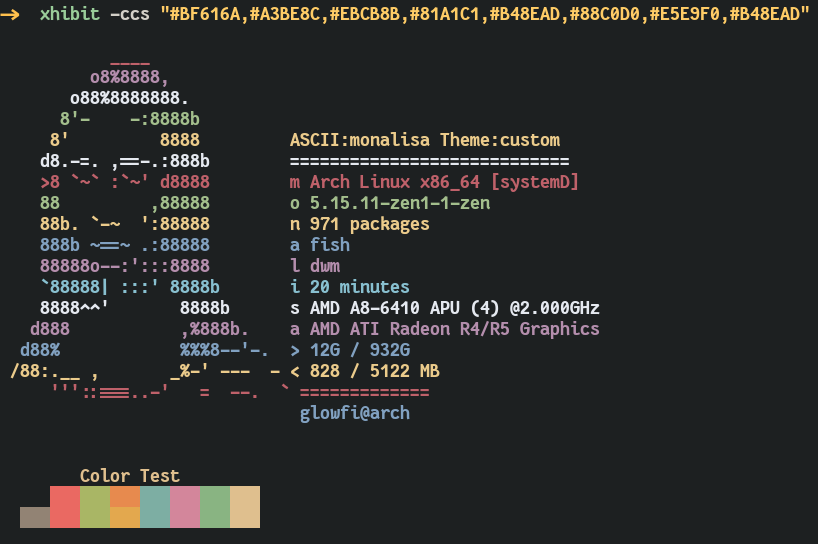 →  xhibit -ccs "#BF616A,#A3BE8C,#EBCB8B,#81A1C1,#B48EAD,#88C0D0,#E5E9F0,#B48EAD"
           ____
         o8%8888,
       o88%8888888.
      8'-    -:8888b
     8'         8888         ASCII:monalisa Theme:custom
    d8.-=. ,==-.:888b        ============================
    >8 `~` :`~' d8888        m Arch Linux x86_64 [systemD]
    88         ,88888        o 5.15.11-zen1-1-zen
    88b. `-~  ':88888        n 971 packages
    888b ~==~ .:88888        a fish
    88888o--:':::8888        l dwm
    `88888| :::' 8888b       i 20 minutes
    8888^^'       8888b      s AMD A8-6410 APU (4) @2.000GHz
   d888           ,%888b.    a AMD ATI Radeon R4/R5 Graphics
  d88%            %%%8--'-.  > 12G / 932G
 /88:.__ ,       _%-' ---  - < 828 / 5122 MB
     '''::===..-'   =  --.  ` =============
                              glowfi@arch
        Color Test